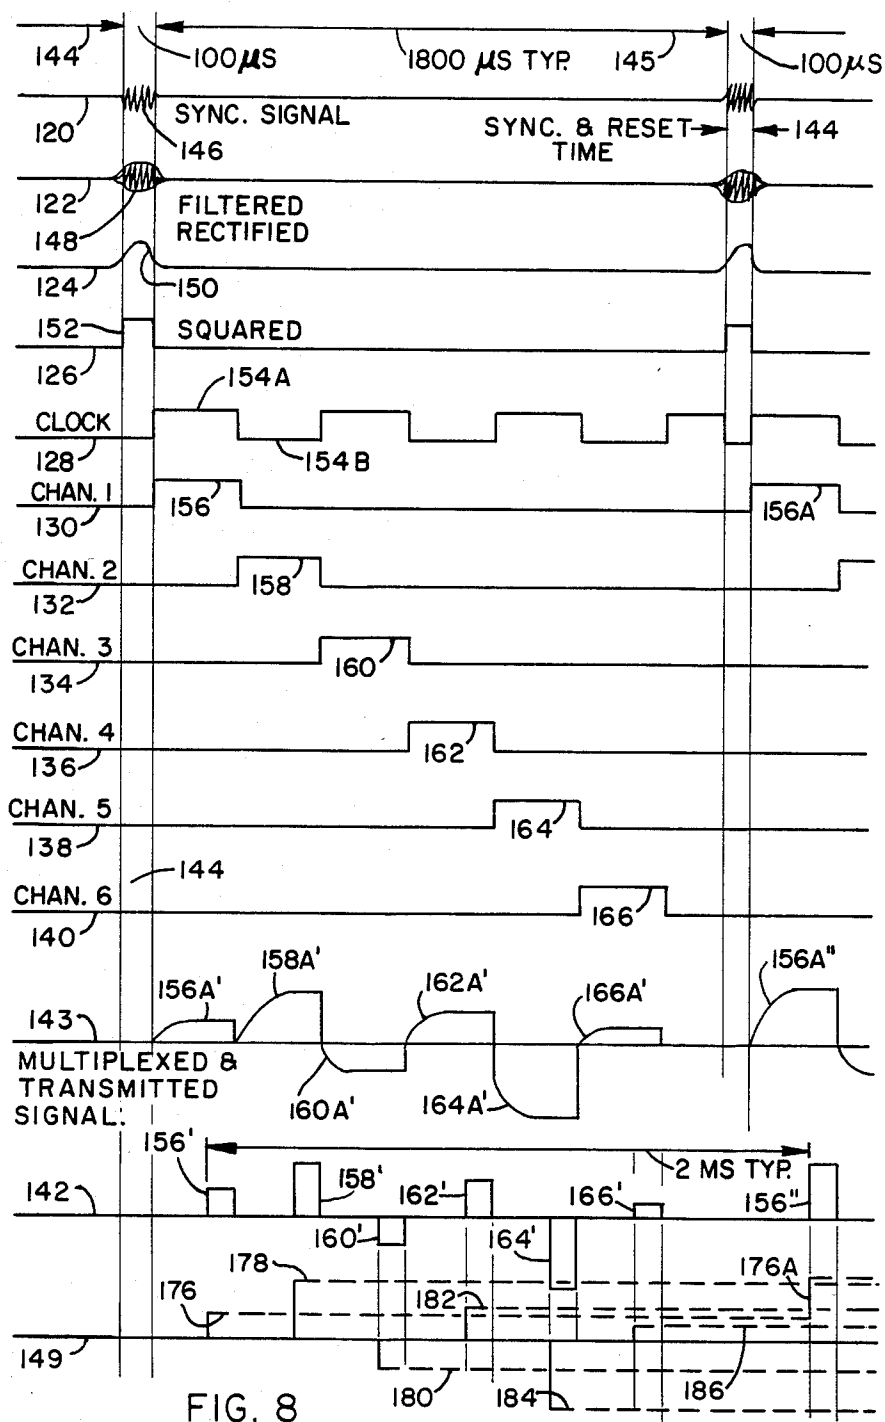 144
100 µS
1800 µS TYP.
145
100 µS
120
SYNC. SIGNAL
146
SYNC. & RESET
TIME
144
122
148
FILTERED
RECTIFIED
124
150
152
SQUARED
126
154A
CLOCK
128
154B
CHAN. 1
130
156
156A
CHAN. 2
132
158
CHAN. 3
134
160
CHAN. 4
136
162
CHAN. 5
138
164
144
CHAN. 6
140
166
158A'
156A'
162A'
166A'
156A"
143
MULTIPLEXED &
TRANSMITTED
SIGNAL.
160A'
164A'
156'
2 MS TYP.
142
158'
162'
166'
156"
160'
164'
178
176A
176
182
149
180
184
186
FIG. 8